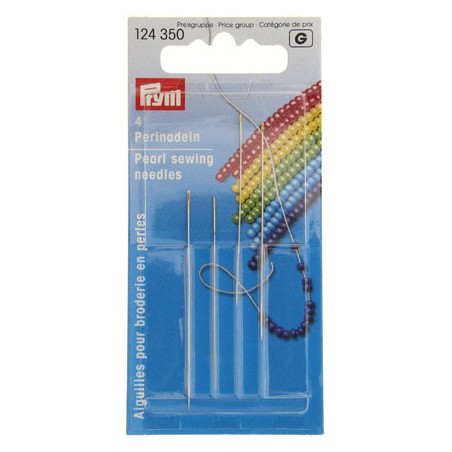 Preisgruppe - Price group - Catégorie de prix
124 350
G
Prym
4
Perlnadeln
Pearl sewing
needles
Aiguilles pour broderie en perles